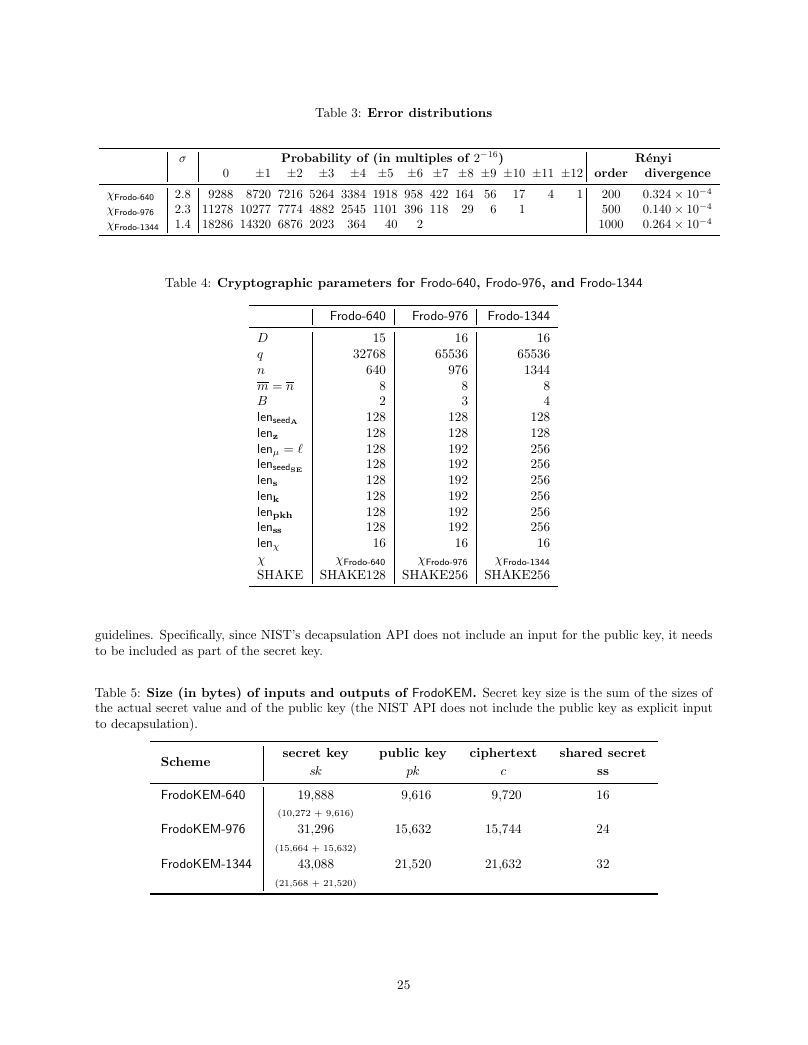 Table 3: Error distributions
σ Probability of (in multiples of 2−16) Rényi
0 ±1 ±2 ±3 ±4 ±5 ±6 ±7 ±8 ±9 ±10 ±11 ±12 order divergence
χFrodo-640 2.8 9288 8720 7216 5264 3384 1918 958 422 164 56 17 4 1 200 0.324 × 10−4
χFrodo-976 2.3 11278 10277 7774 4882 2545 1101 396 118 29 6 1 500 0.140 × 10−4
χFrodo-1344 1.4 18286 14320 6876 2023 364 40 2 1000 0.264 × 10−4
Table 4: Cryptographic parameters for Frodo-640, Frodo-976, and Frodo-1344
Frodo-640 Frodo-976 Frodo-1344
D 15 16 16
q 32768 65536 65536
n 640 976 1344
m̅ = n̅ 8 8 8
B 2 3 4
lenseedA 128 128 128
lenz 128 128 128
lenμ = ℓ 128 192 256
lenseedSE 128 192 256
lens 128 192 256
lenk 128 192 256
lenpkh 128 192 256
lenss 128 192 256
lenχ 16 16 16
χ χFrodo-640 χFrodo-976 χFrodo-1344
SHAKE SHAKE128 SHAKE256 SHAKE256
guidelines. Specifically, since NIST's decapsulation API does not include an input for the public key, it needs
to be included as part of the secret key.
Table 5: Size (in bytes) of inputs and outputs of FrodoKEM. Secret key size is the sum of the sizes of
the actual secret value and of the public key (the NIST API does not include the public key as explicit input
to decapsulation).
Scheme secret key public key ciphertext shared secret
sk pk c ss
FrodoKEM-640 19,888 9,616 9,720 16
(10,272 + 9,616)
FrodoKEM-976 31,296 15,632 15,744 24
(15,664 + 15,632)
FrodoKEM-1344 43,088 21,520 21,632 32
(21,568 + 21,520)
25